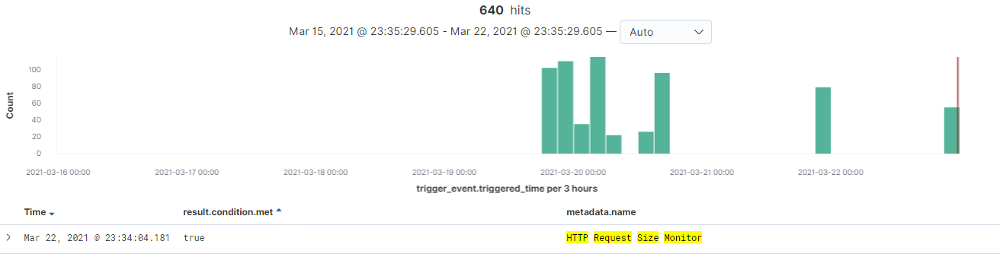 640 hits
Mar 15, 2021 @ 23:35:29.605 - Mar 22, 2021 @ 23:35:29.605 — Auto
Count
100
80
60
40
20
0
2021-03-16 00:00 2021-03-17 00:00 2021-03-18 00:00 2021-03-19 00:00 2021-03-20 00:00 2021-03-21 00:00 2021-03-22 00:00
trigger_event.triggered_time per 3 hours
Time result.condition.met metadata.name
Mar 22, 2021 @ 23:34:04.181 true HTTP Request Size Monitor